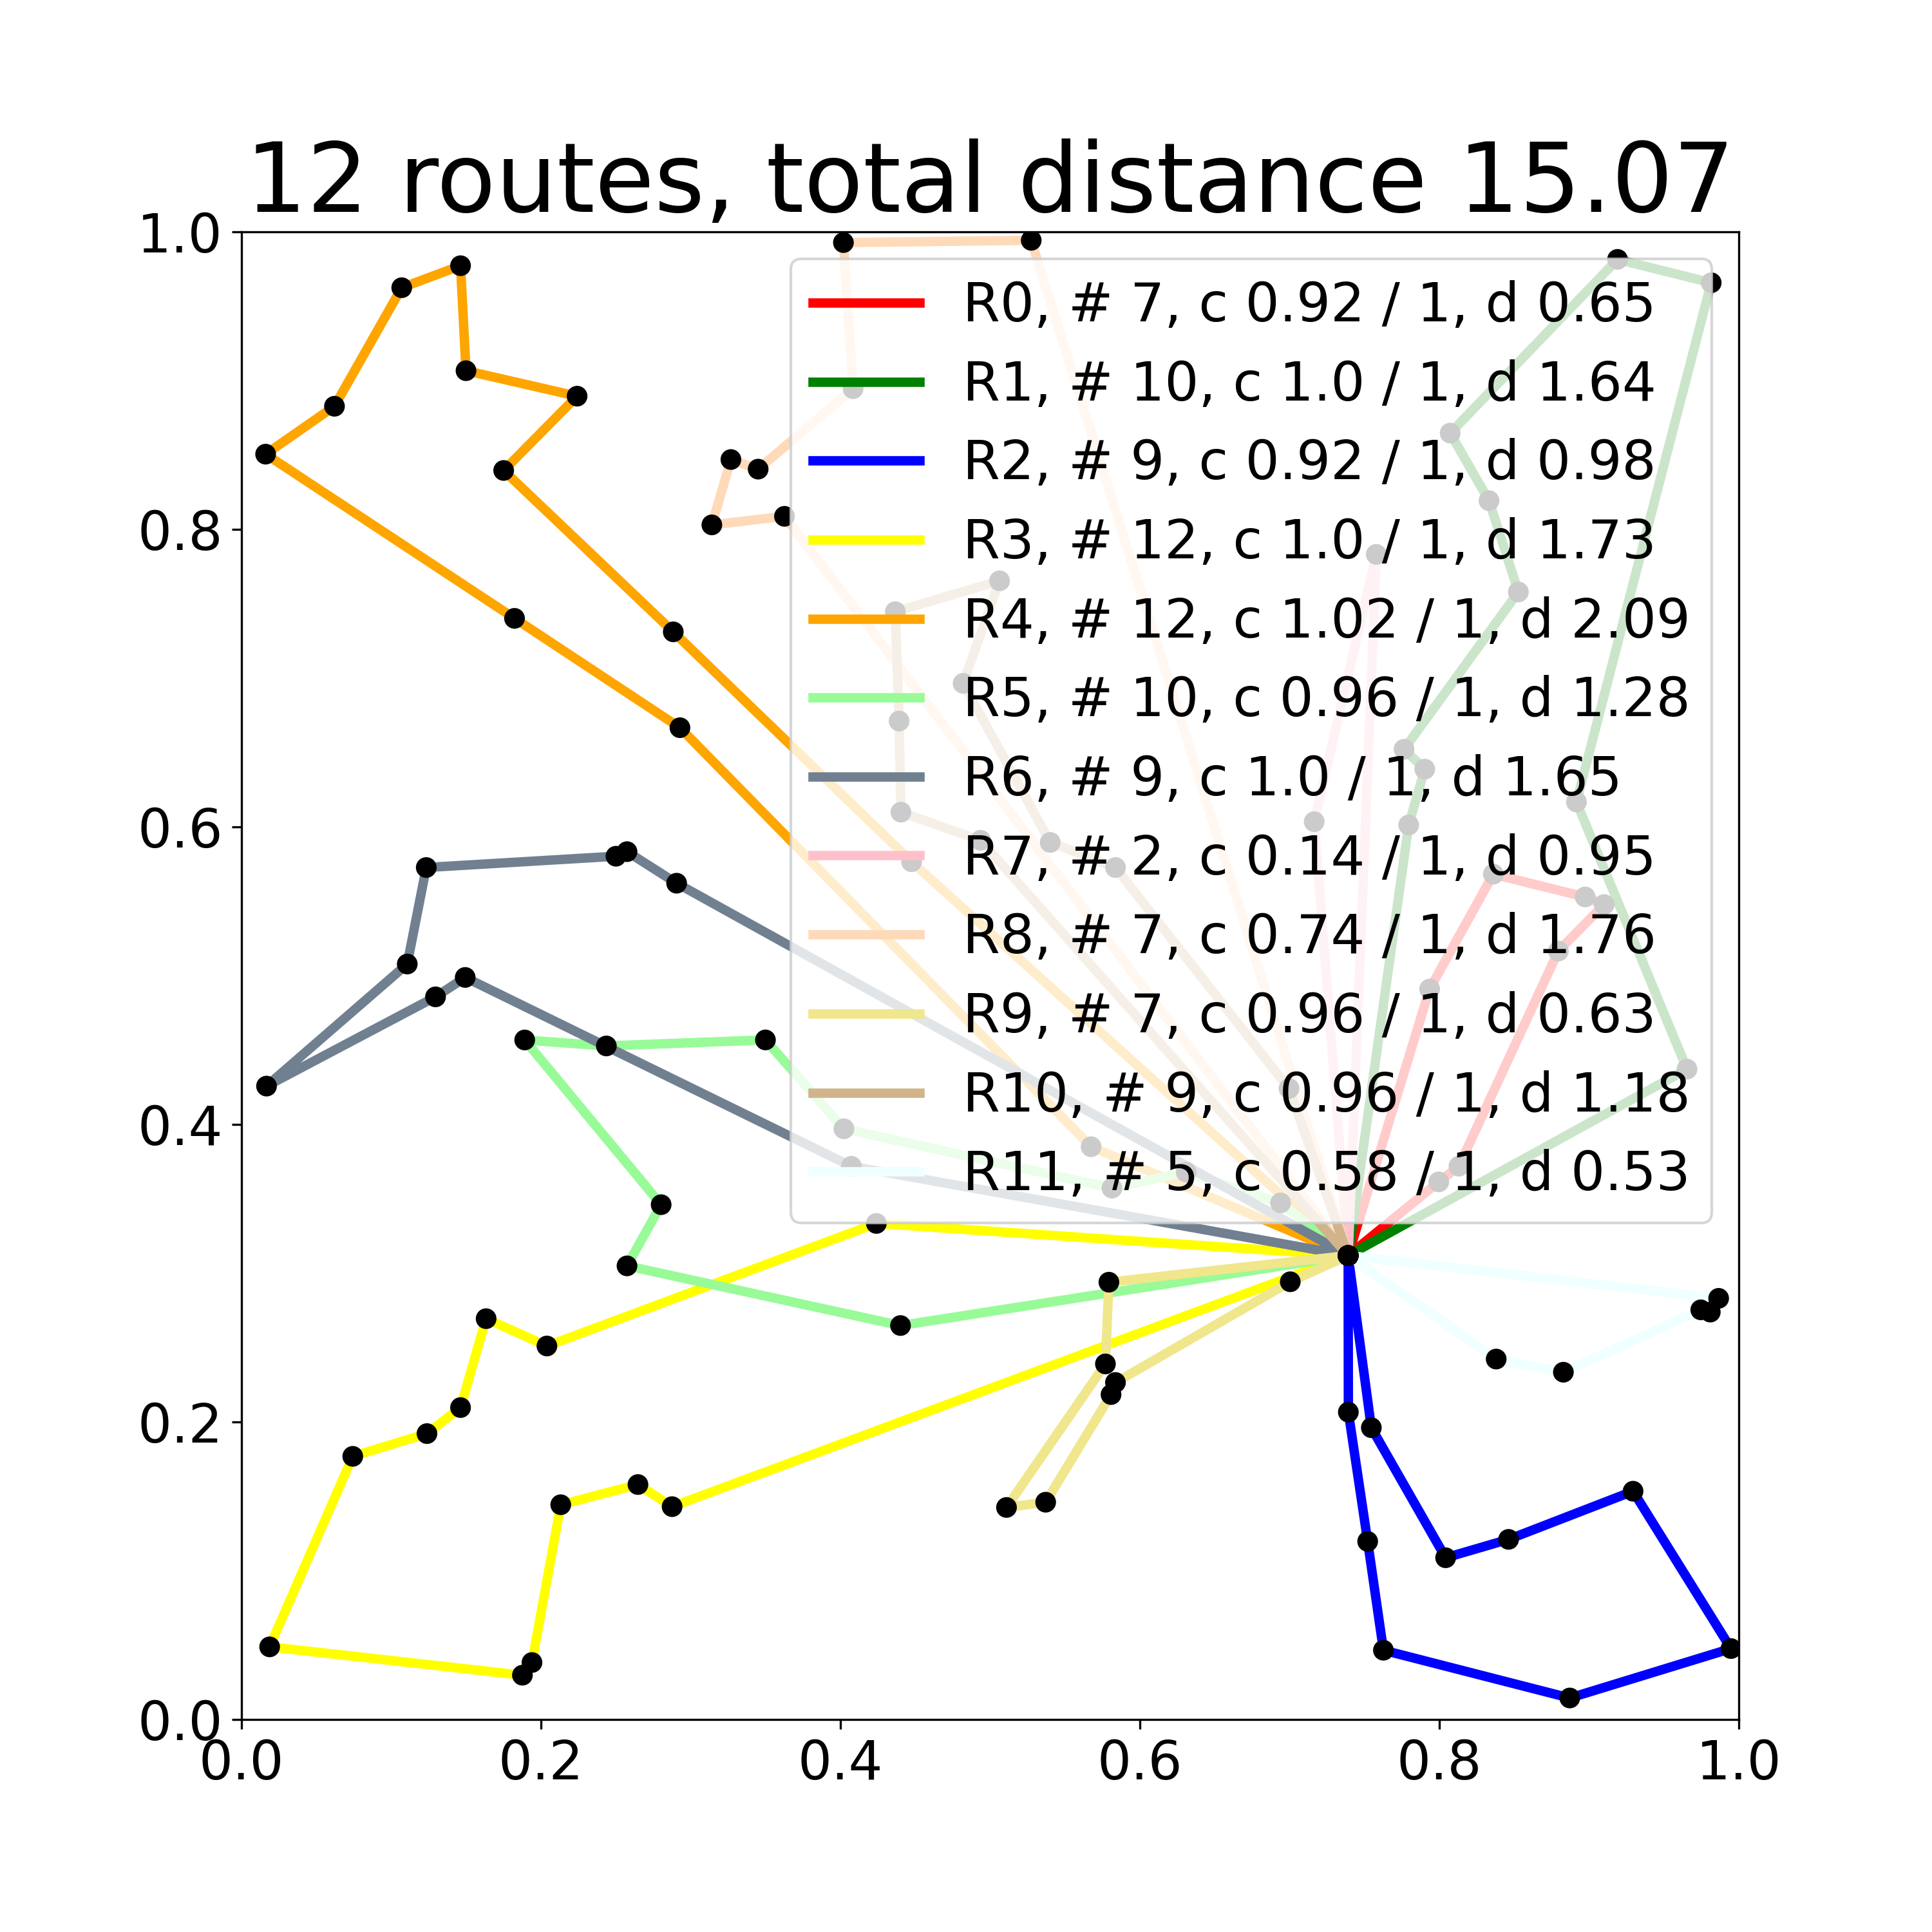 12 routes, total distance 15.07
1.0
0.8
0.6
0.4
0.2
0.0
R0, # 7, c 0.92 / 1, d 0.65
R1, # 10, c 1.0 / 1, d 1.64
R2, # 9, c 0.92 / 1, d 0.98
R3, # 12, c 1.0 / 1, d 1.73
R4, # 12, c 1.02 / 1, d 2.09
R5, # 10, c 0.96 / 1, d 1.28
R6, # 9, c 1.0 / 1, d 1.65
R7, # 2, c 0.14 / 1, d 0.95
R8, # 7, c 0.74 / 1, d 1.76
R9, # 7, c 0.96 / 1, d 0.63
R10, # 9, c 0.96 / 1, d 1.18
R11, # 5, c 0.58 / 1, d 0.53
0.0 0.2 0.4 0.6 0.8 1.0